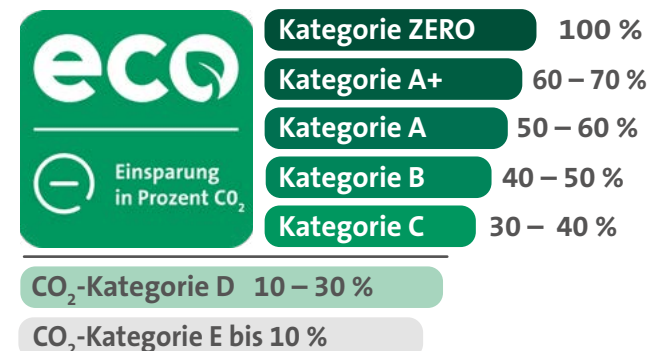 eco
Einsparung
in Prozent CO₂
Kategorie ZERO 100 %
Kategorie A+ 60 – 70 %
Kategorie A 50 – 60 %
Kategorie B 40 – 50 %
Kategorie C 30 – 40 %
CO₂-Kategorie D 10 – 30 %
CO₂-Kategorie E bis 10 %